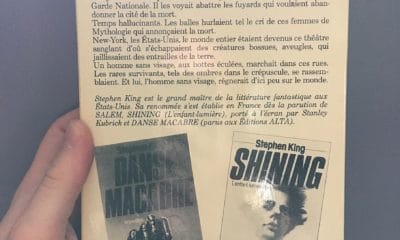 Garde Nationale. Il les voyait abattre les fuyards qui voulaient aban-
donner la cité de la mort.
Temps hallucinants. Les balles hurlaient tel le cri de ces femmes de
Mythologie qui annonçaient la mort.
New-York, les États-Unis, le monde entier étaient devenus ce théâtre
sanglant d'où s'échappaient des créatures bossues, aveugles, qui
jaillissaient des entrailles de la terre.
Un homme sans visage, aux bottes éculées, marchait dans ces rues.
Les rares survivants, tels des ombres dans le crépuscule, se rassem-
blaient. Et lui, l'homme sans visage, régnerait d'ici peu sur le monde.
Stephen King est le grand maître de la littérature fantastique aux
États-Unis. Sa renommée s'est établie en France dès la parution de
SALEM, SHINING (L'enfant-lumière), porté à l'écran par Stanley
Kubrick et DANSE MACABRE (parus aux Éditions ALTA).
DANSE
MACABRE
Stephen King
SHINING